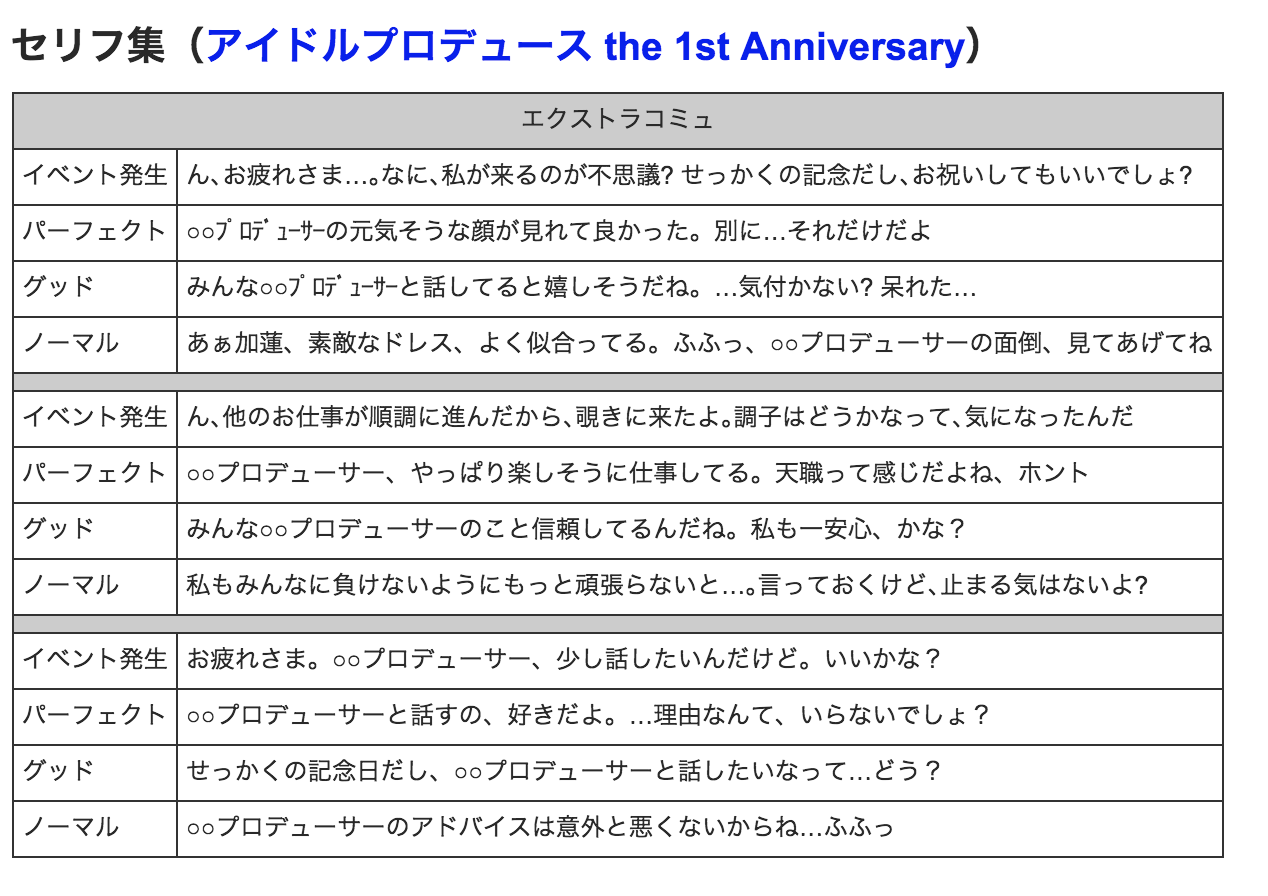 セリフ集（アイドルプロデュース the 1st Anniversary）
エクストラコミュ
イベント発生 ん､お疲れさま…｡なに､私が来るのが不思議? せっかくの記念だし､お祝いしてもいいでしょ?
パーフェクト ○○ﾌﾟﾛﾃﾞｭｰｻｰの元気そうな顔が見れて良かった。別に…それだけだよ
グッド みんな○○ﾌﾟﾛﾃﾞｭｰｻｰと話してると嬉しそうだね。…気付かない? 呆れた…
ノーマル あぁ加蓮、素敵なドレス、よく似合ってる。ふふっ、○○プロデューサーの面倒、見てあげてね
イベント発生 ん､他のお仕事が順調に進んだから､覗きに来たよ｡調子はどうかなって､気になったんだ
パーフェクト ○○プロデューサー、やっぱり楽しそうに仕事してる。天職って感じだよね、ホント
グッド みんな○○プロデューサーのこと信頼してるんだね。私も一安心、かな？
ノーマル 私もみんなに負けないようにもっと頑張らないと…｡言っておくけど､止まる気はないよ?
イベント発生 お疲れさま。○○プロデューサー、少し話したいんだけど。いいかな？
パーフェクト ○○プロデューサーと話すの、好きだよ。…理由なんて、いらないでしょ？
グッド せっかくの記念日だし、○○プロデューサーと話したいなって…どう？
ノーマル ○○プロデューサーのアドバイスは意外と悪くないからね…ふふっ